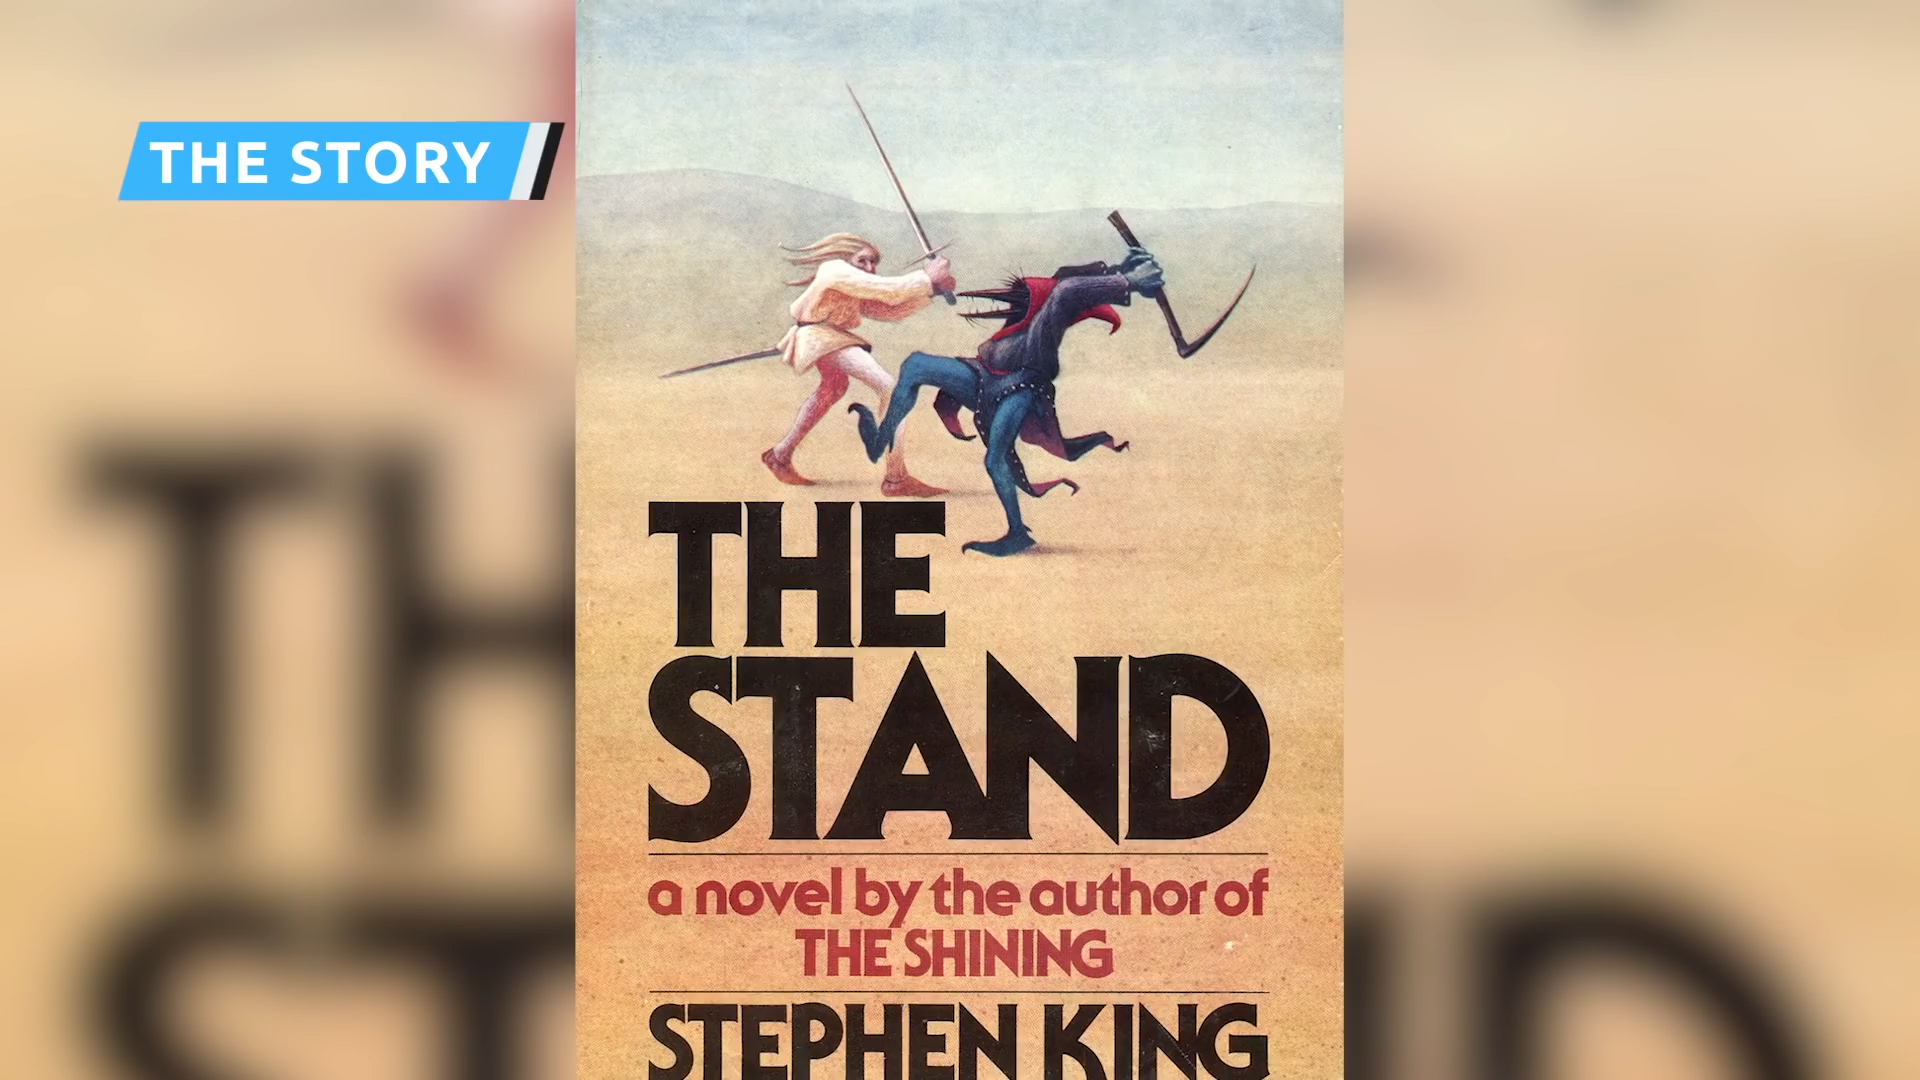 THE STORY
THE
STAND
a novel by the author of
THE SHINING
STEPHEN KING